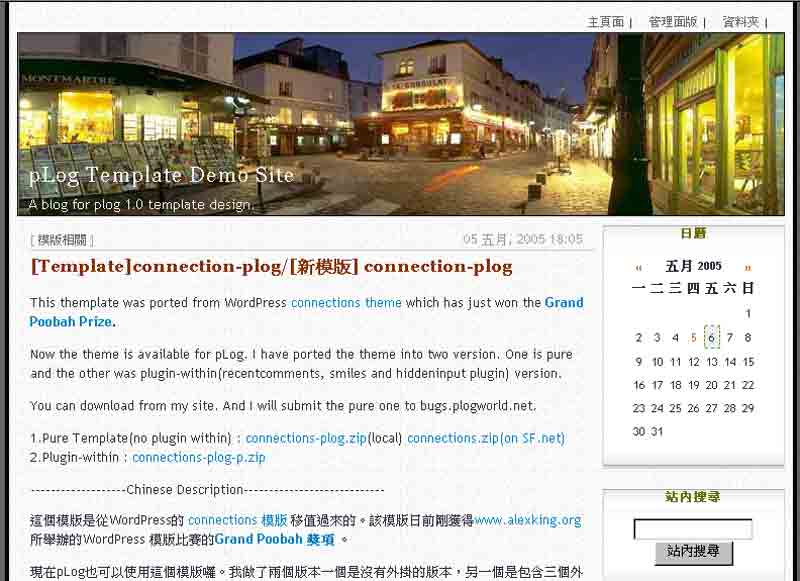 主頁面 | 管理面版 | 資料夾 |
MONTMARTRE
pLog Template Demo Site
A blog for plog 1.0 template design.
[ 模版相關 ] 05 五月, 2005 18:05
[Template]connection-plog/[新模版] connection-plog
This themplate was ported from WordPress connections theme which has just won the Grand
Poobah Prize.
Now the theme is available for pLog. I have ported the theme into two version. One is pure
and the other was plugin-within(recentcomments, smiles and hiddeninput plugin) version.
You can download from my site. And I will submit the pure one to bugs.plogworld.net.
1.Pure Template(no plugin within) : connections-plog.zip(local) connections.zip(on SF.net)
2.Plugin-within : connections-plog-p.zip
------------------Chinese Description--------------------------
這個模版是從WordPress的 connections 模版 移值過來的。該模版日前剛獲得www.alexking.org
所舉辦的WordPress 模版比賽的Grand Poobah 獎項 。
現在pLog也可以使用這個模版囉。我做了兩個版本一個是沒有外掛的版本，另一個是包含三個外
日曆
« 五月 2005 »
一 二 三 四 五 六 日
1
2 3 4 5 6 7 8
9 10 11 12 13 14 15
16 17 18 19 20 21 22
23 24 25 26 27 28 29
30 31
站內搜尋
站內搜尋